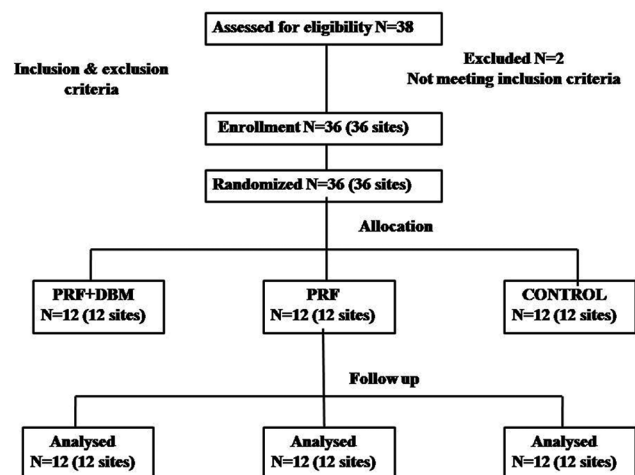 Assessed for eligibility N=38
Inclusion & exclusion
criteria
Excluded N=2
Not meeting inclusion criteria
Enrollment N=36 (36 sites)
Randomized N=36 (36 sites)
Allocation
PRF+DBM
N=12 (12 sites)
PRF
N=12 (12 sites)
CONTROL
N=12 (12 sites)
Follow up
Analysed
N=12 (12 sites)
Analysed
N=12 (12 sites)
Analysed
N=12 (12 sites)